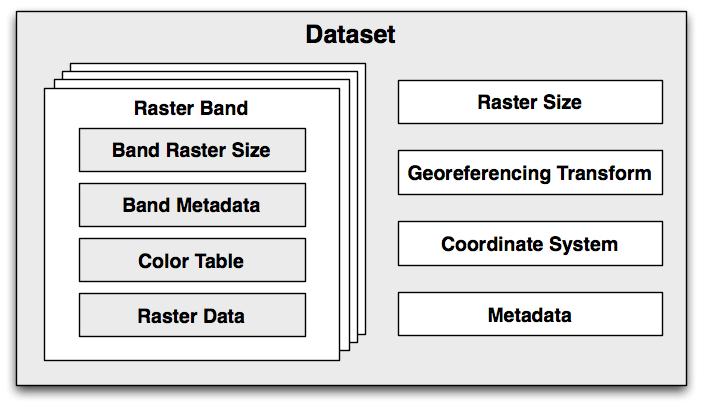 Dataset
Raster Band
Band Raster Size
Band Metadata
Color Table
Raster Data
Raster Size
Georeferencing Transform
Coordinate System
Metadata